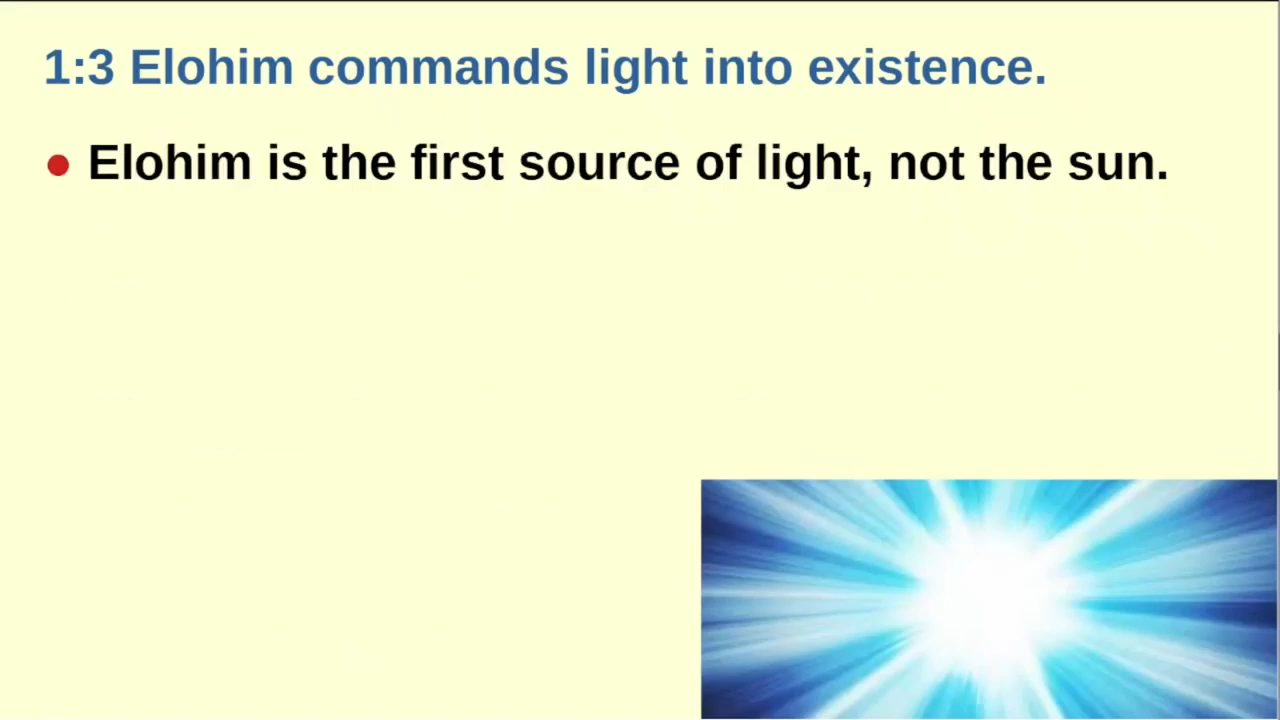 1:3 Elohim commands light into existence.
● Elohim is the first source of light, not the sun.